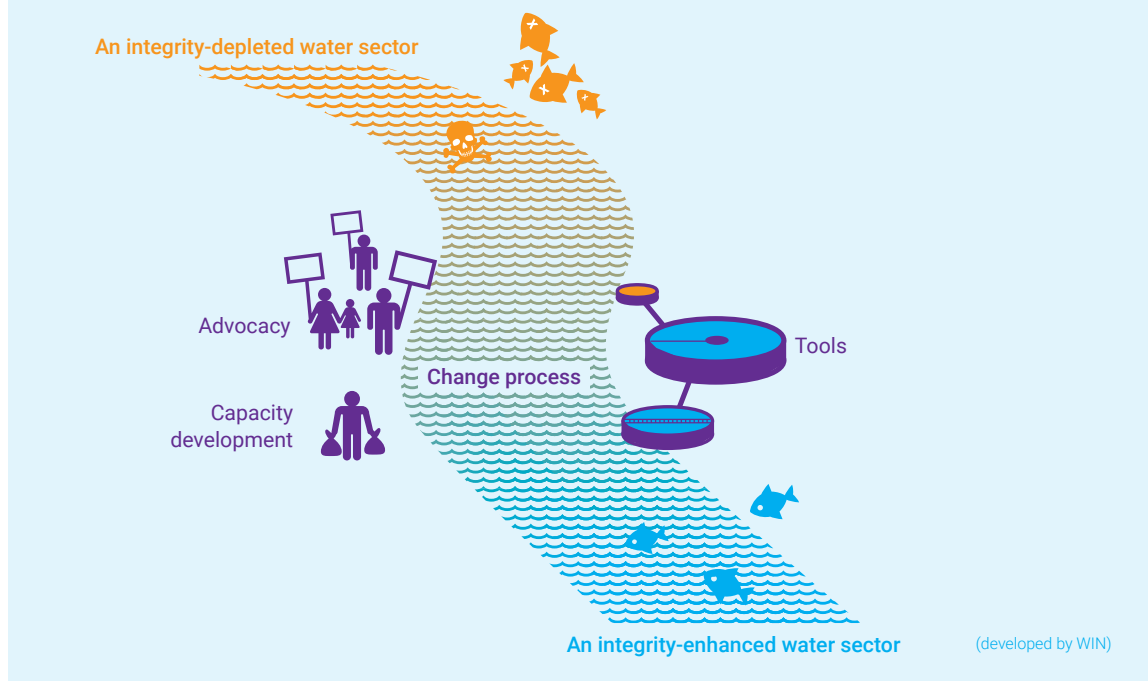 An integrity-depleted water sector
Advocacy
Tools
Change process
Capacity
development
An integrity-enhanced water sector
(developed by WIN)